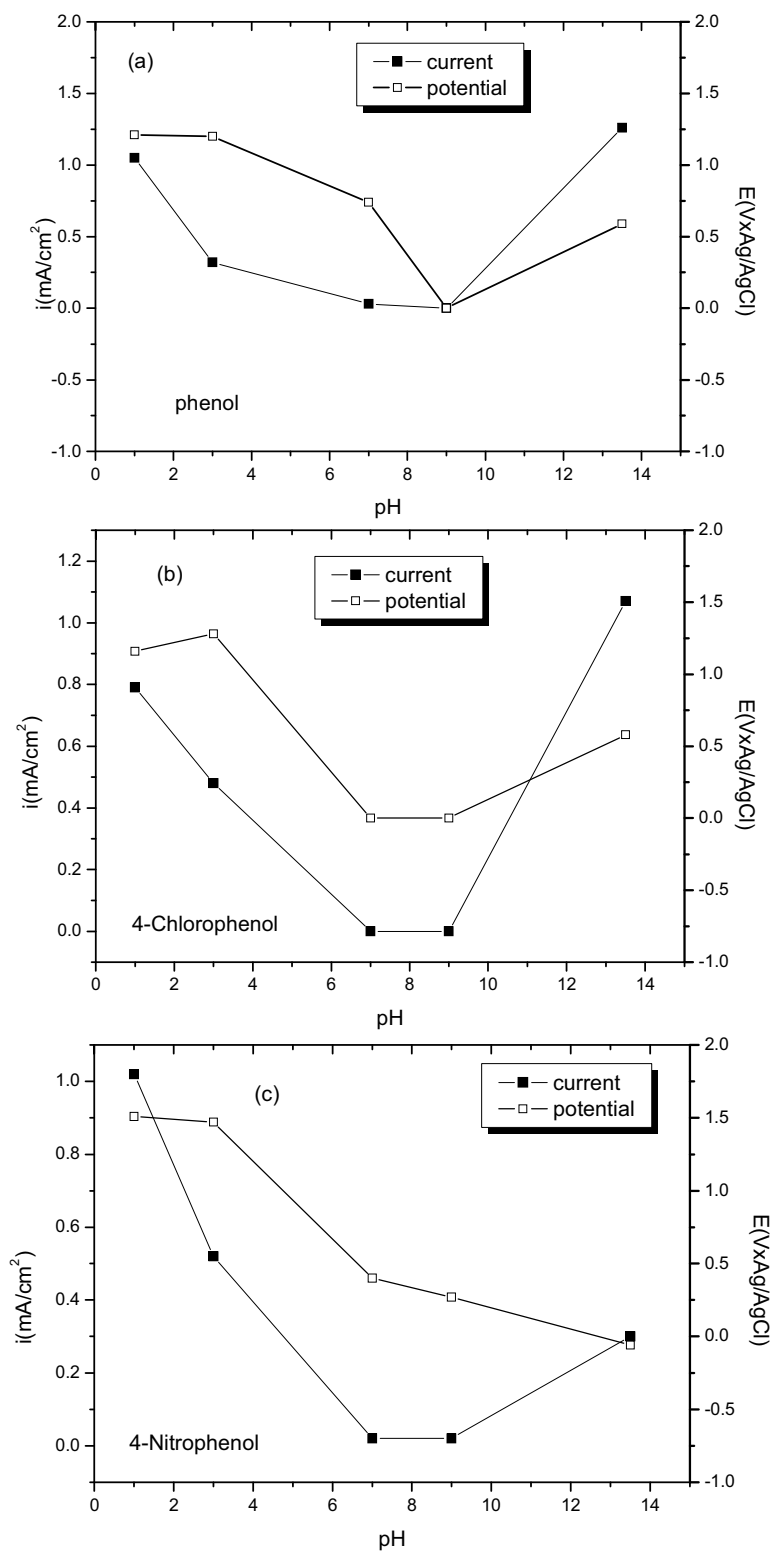 (a)
current
potential
2.0
1.5
1.0
0.5
0.0
-0.5
-1.0
i(mA/cm²)
2.0
1.5
1.0
0.5
0.0
-0.5
-1.0
E(VxAg/AgCl)
phenol
0 2 4 6 8 10 12 14
pH
(b)
current
potential
1.2
1.0
0.8
0.6
0.4
0.2
0.0
i(mA/cm²)
2.0
1.5
1.0
0.5
0.0
-0.5
-1.0
E(VxAg/AgCl)
4-Chlorophenol
0 2 4 6 8 10 12 14
pH
(c)
current
potential
1.0
0.8
0.6
0.4
0.2
0.0
i(mA/cm²)
2.0
1.5
1.0
0.5
0.0
-0.5
-1.0
E(VxAg/AgCl)
4-Nitrophenol
0 2 4 6 8 10 12 14
pH